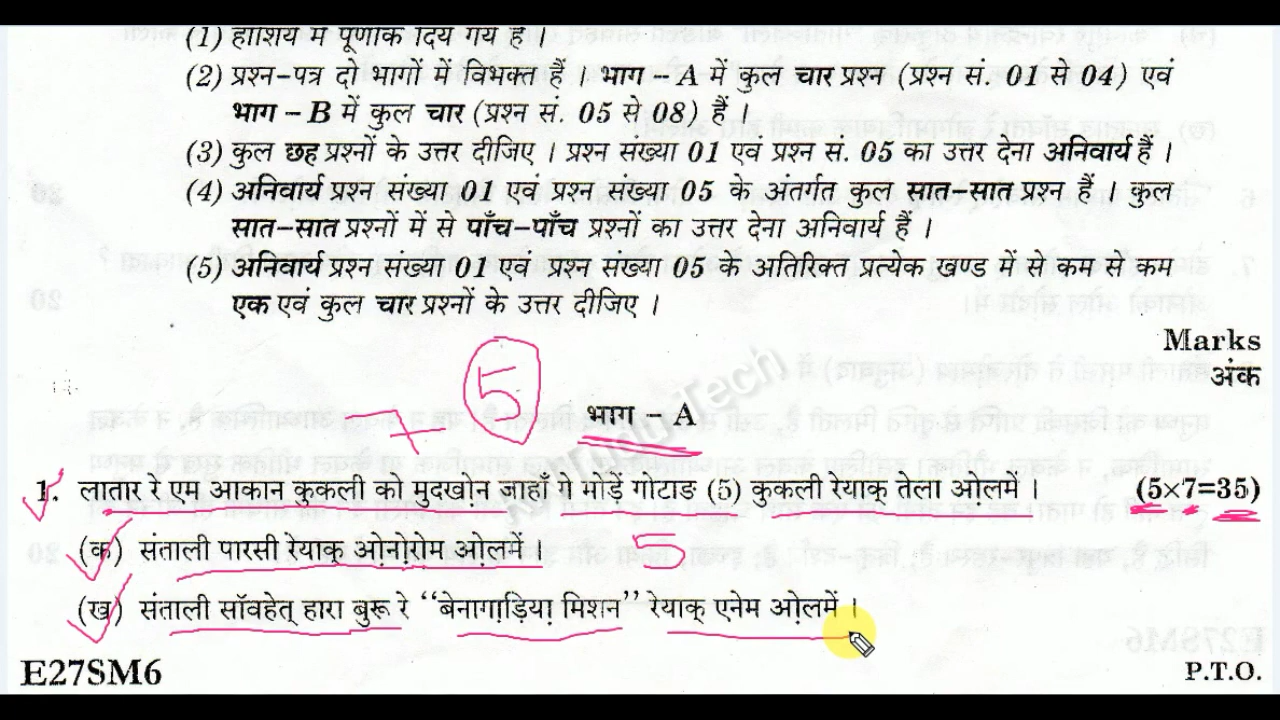 (1) हाशिये में पूर्णांक दिये गये हैं ।
(2) प्रश्न-पत्र दो भागों में विभक्त हैं । भाग – A में कुल चार प्रश्न (प्रश्न सं. 01 से 04) एवं
भाग – B में कुल चार (प्रश्न सं. 05 से 08) हैं ।
(3) कुल छह प्रश्नों के उत्तर दीजिए । प्रश्न संख्या 01 एवं प्रश्न सं. 05 का उत्तर देना अनिवार्य हैं ।
(4) अनिवार्य प्रश्न संख्या 01 एवं प्रश्न संख्या 05 के अंतर्गत कुल सात-सात प्रश्न हैं । कुल
सात-सात प्रश्नों में से पाँच-पाँच प्रश्नों का उत्तर देना अनिवार्य हैं ।
(5) अनिवार्य प्रश्न संख्या 01 एवं प्रश्न संख्या 05 के अतिरिक्त प्रत्येक खण्ड में से कम से कम
एक एवं कुल चार प्रश्नों के उत्तर दीजिए ।
Marks
अंक
7 5
भाग – A
1. लातार रे एम आकान कुकली को मुदखो़न जा़हाँ गे मोड़ें गोटाङ (5) कुकली रेयाक् तेला ओ़लमें । (5×7=35)
(क) संताली पारसी रेयाक् ओ़नो़ंग़ेम ओ़लमें । 5
(ख) संताली सॉवहेत् हारा बुरू रे “बेनागा़ड़िया़ मिशन” रेयाक् एनेम ओ़लमें ।
E27SM6
P.T.O.